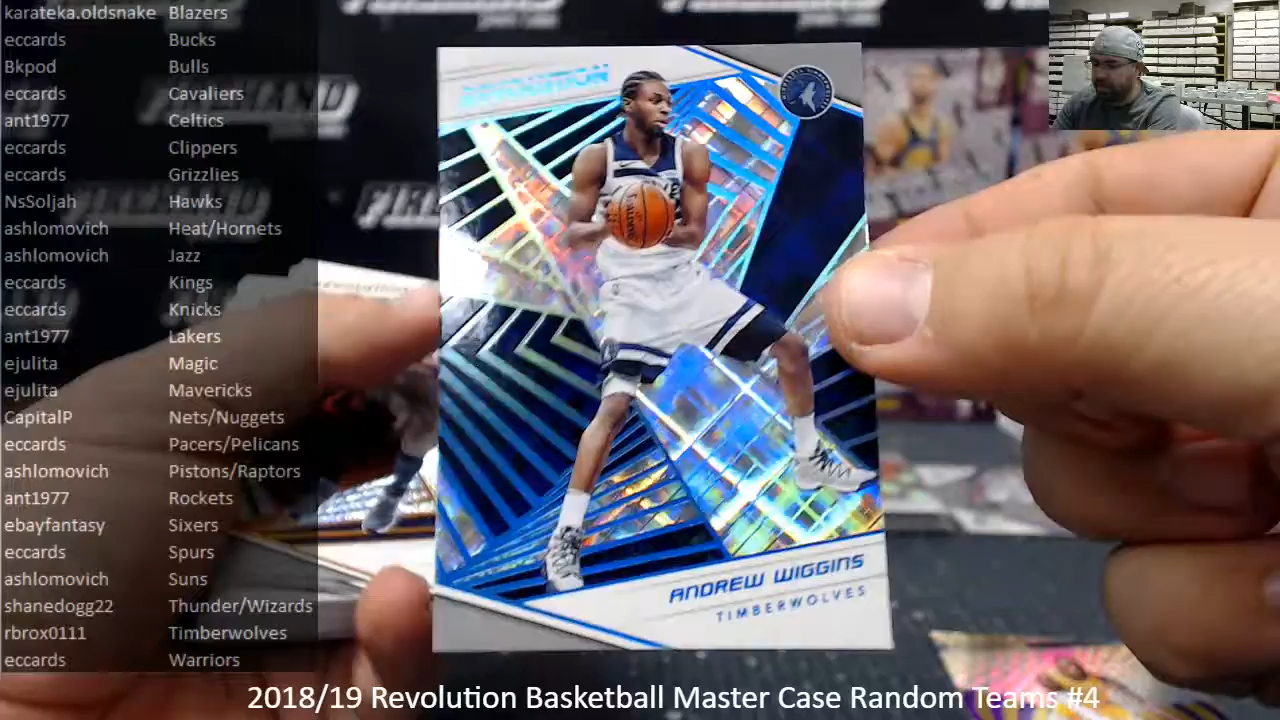 karateka.oldsnake Blazers
eccards Bucks
Bkpod Bulls
eccards Cavaliers
ant1977 Celtics
eccards Clippers
eccards Grizzlies
NsSoljah Hawks
ashlomovich Heat/Hornets
ashlomovich Jazz
eccards Kings
eccards Knicks
ant1977 Lakers
ejulita Magic
ejulita Mavericks
CapitalP Nets/Nuggets
eccards Pacers/Pelicans
ashlomovich Pistons/Raptors
ant1977 Rockets
ebayfantasy Sixers
eccards Spurs
ashlomovich Suns
shanedogg22 Thunder/Wizards
rbrox0111 Timberwolves
eccards Warriors
REVOLUTION
ANDREW WIGGINS
TIMBERWOLVES
2018/19 Revolution Basketball Master Case Random Teams #4